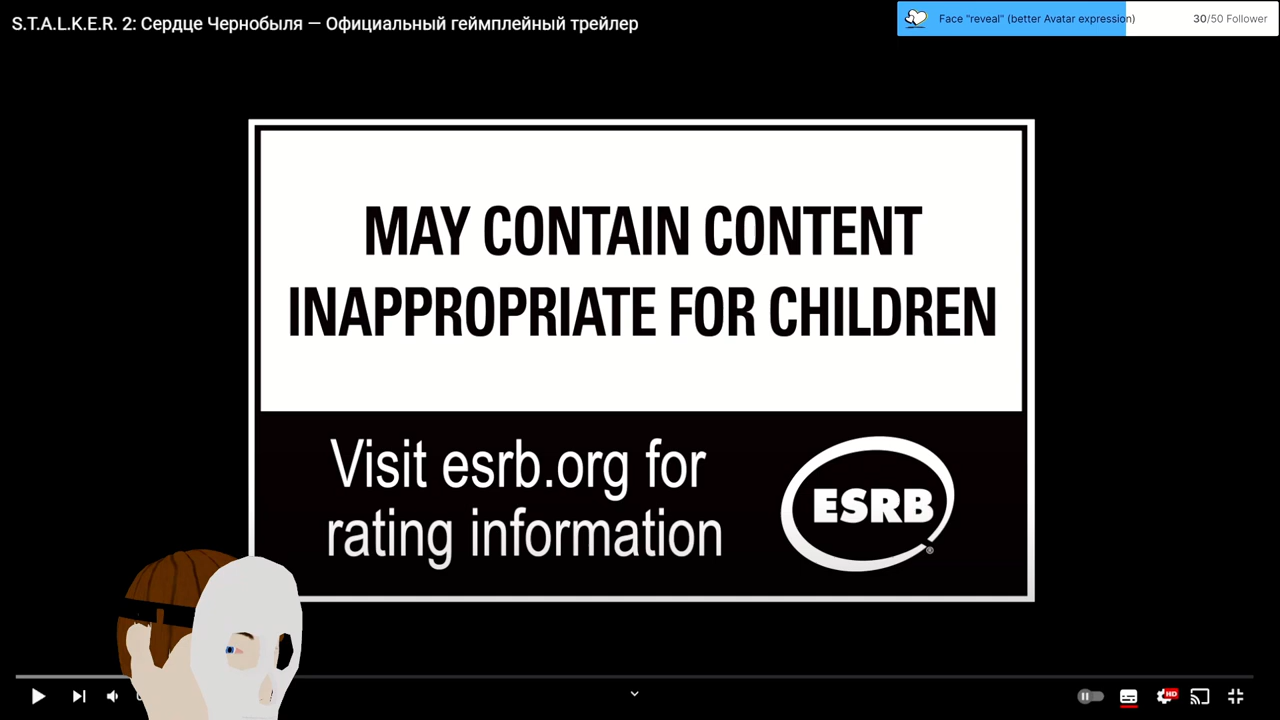 S.T.A.L.K.E.R. 2: Сердце Чернобыля — Официальный геймплейный трейлер
Face "reveal" (better Avatar expression)
30/50 Follower
MAY CONTAIN CONTENT
INAPPROPRIATE FOR CHILDREN
Visit esrb.org for
rating information
ESRB
®
HD